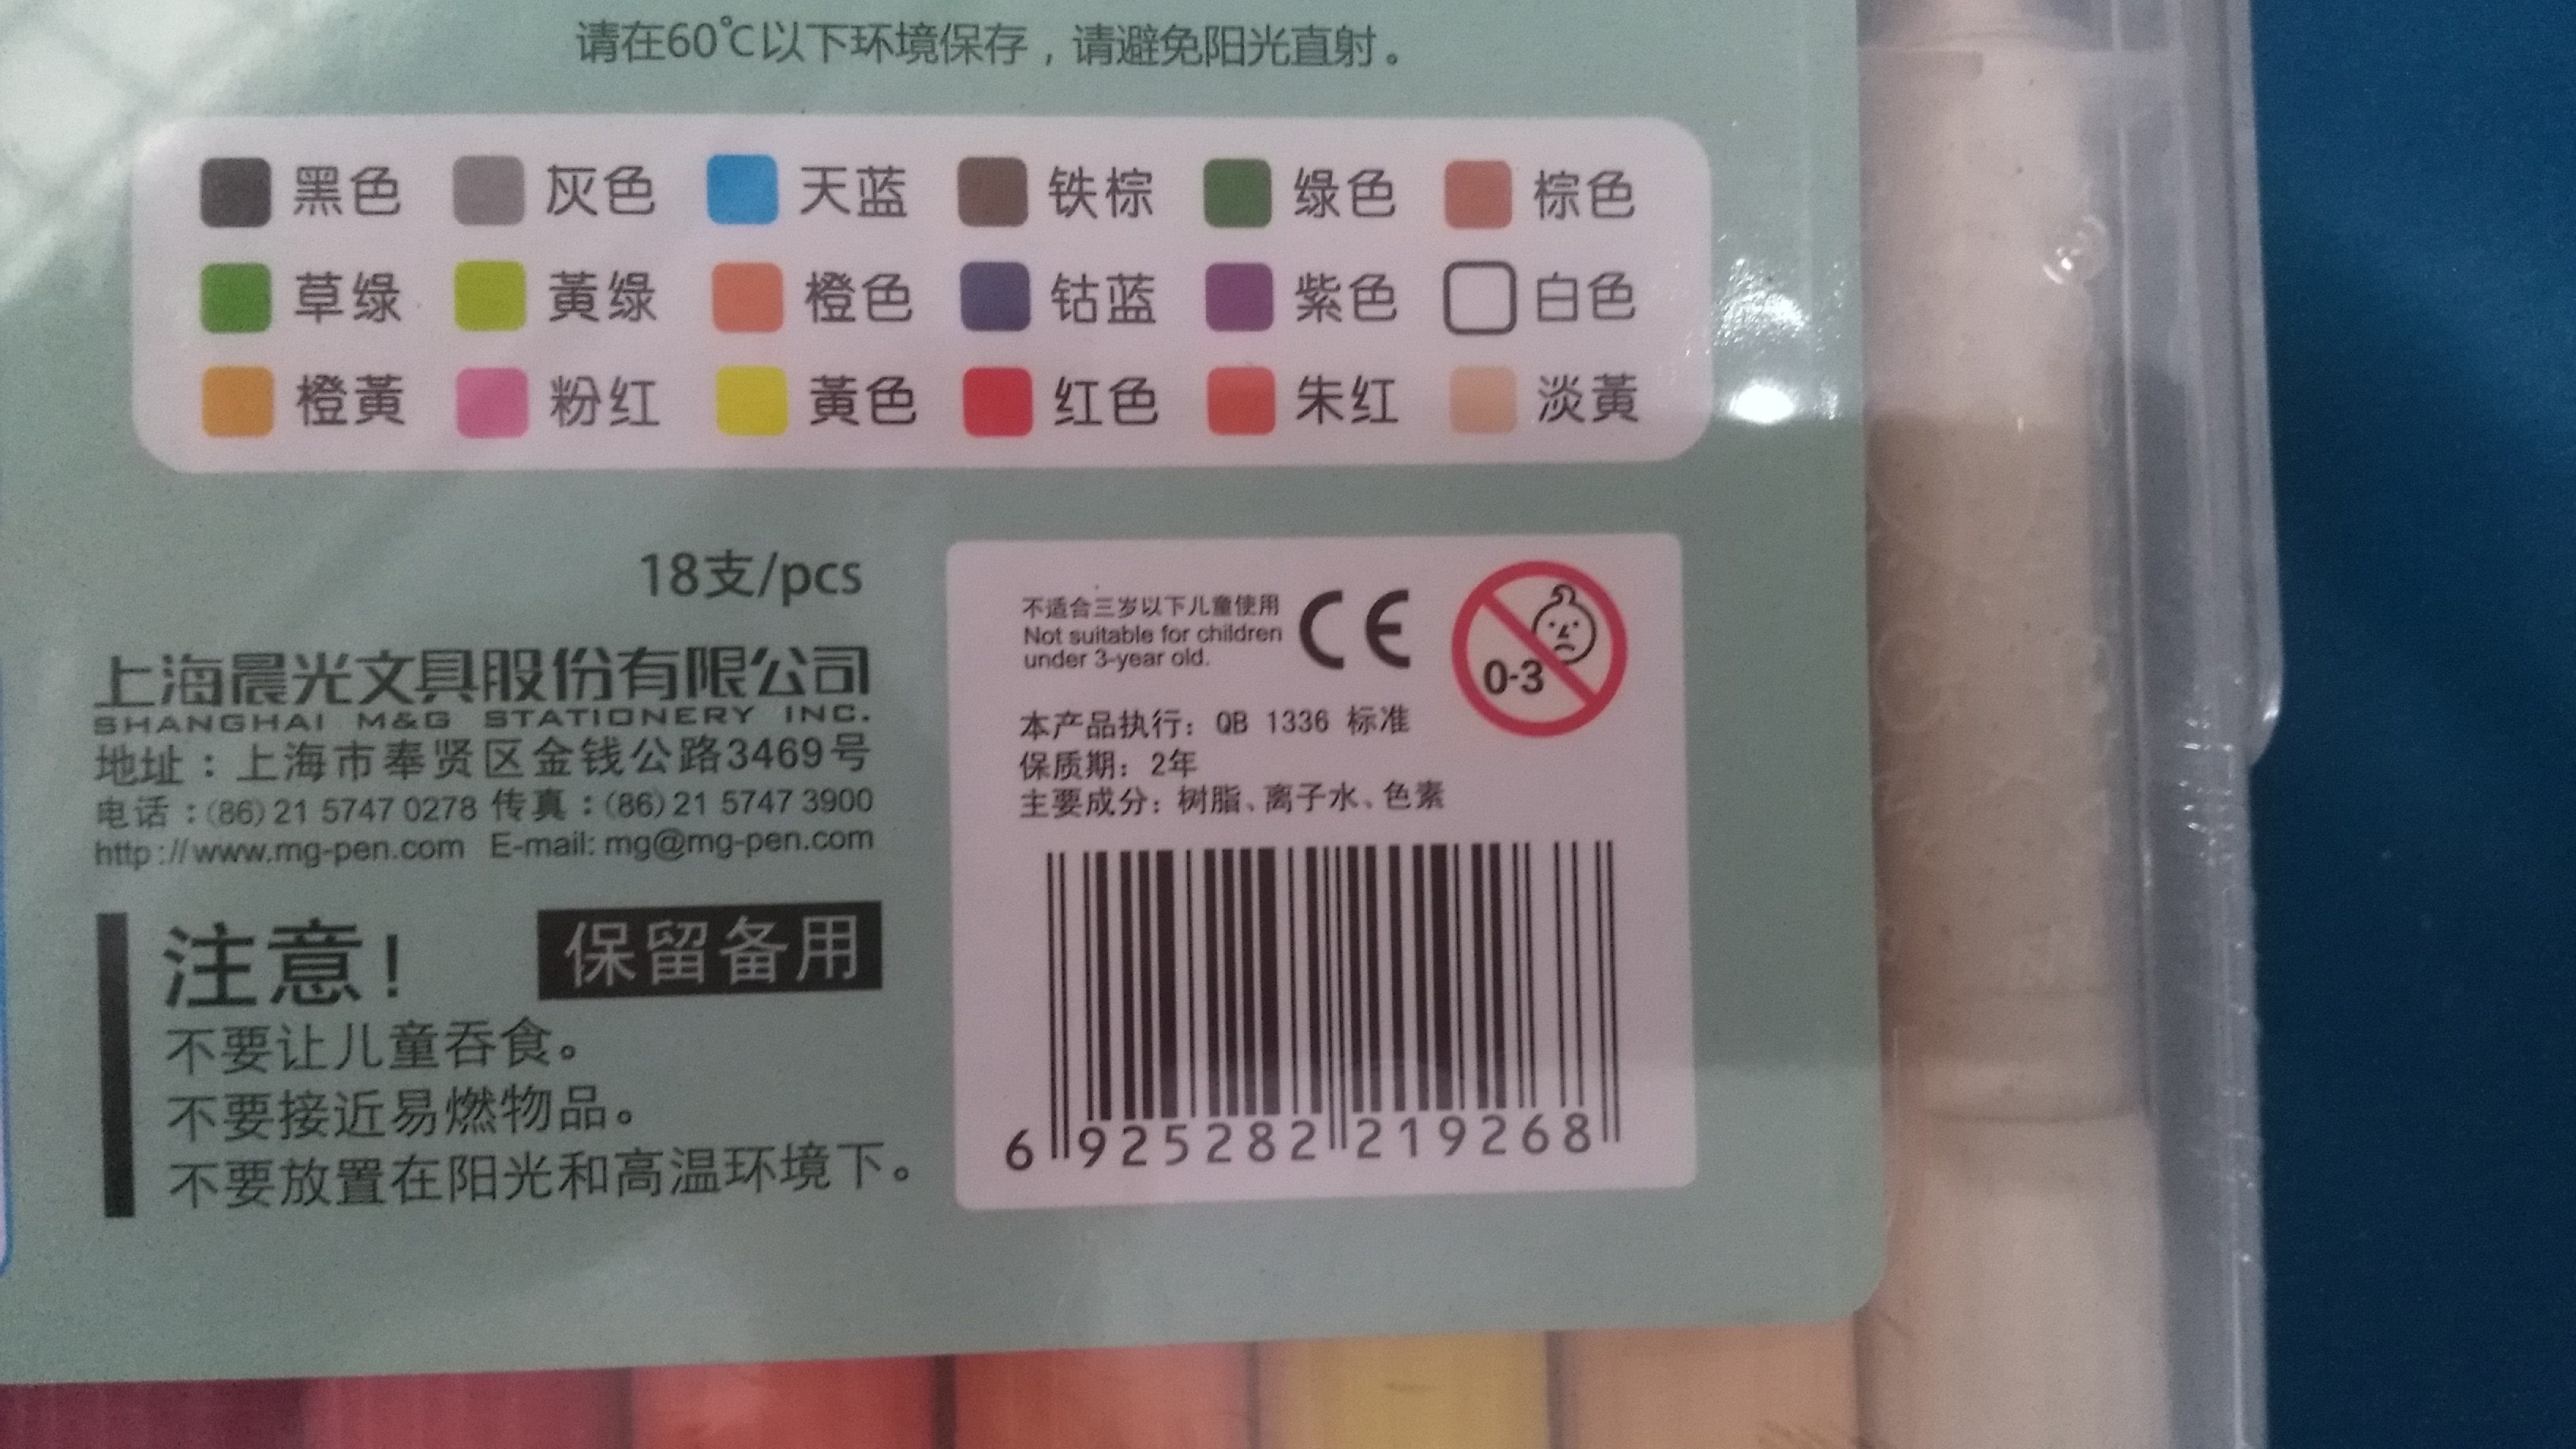 请在60℃以下环境保存，请避免阳光直射。
黑色 灰色 天蓝 铁棕 绿色 棕色
草绿 黃绿 橙色 钴蓝 紫色 白色
橙黃 粉红 黃色 红色 朱红 淡黃
18支/pcs
上海晨光文具股份有限公司
SHANGHAI M&G STATIONERY INC.
地址：上海市奉贤区金钱公路3469号
电话：(86)21 5747 0278 传真：(86)21 5747 3900
http://www.mg-pen.com E-mail: mg@mg-pen.com
注意！ 保留备用
不要让儿童吞食。
不要接近易燃物品。
不要放置在阳光和高温环境下。
不适合三岁以下儿童使用
Not suitable for children
under 3-year old.
CE
0-3
本产品执行：QB 1336 标准
保质期：2年
主要成分：树脂、离子水、色素
6 925282 219268